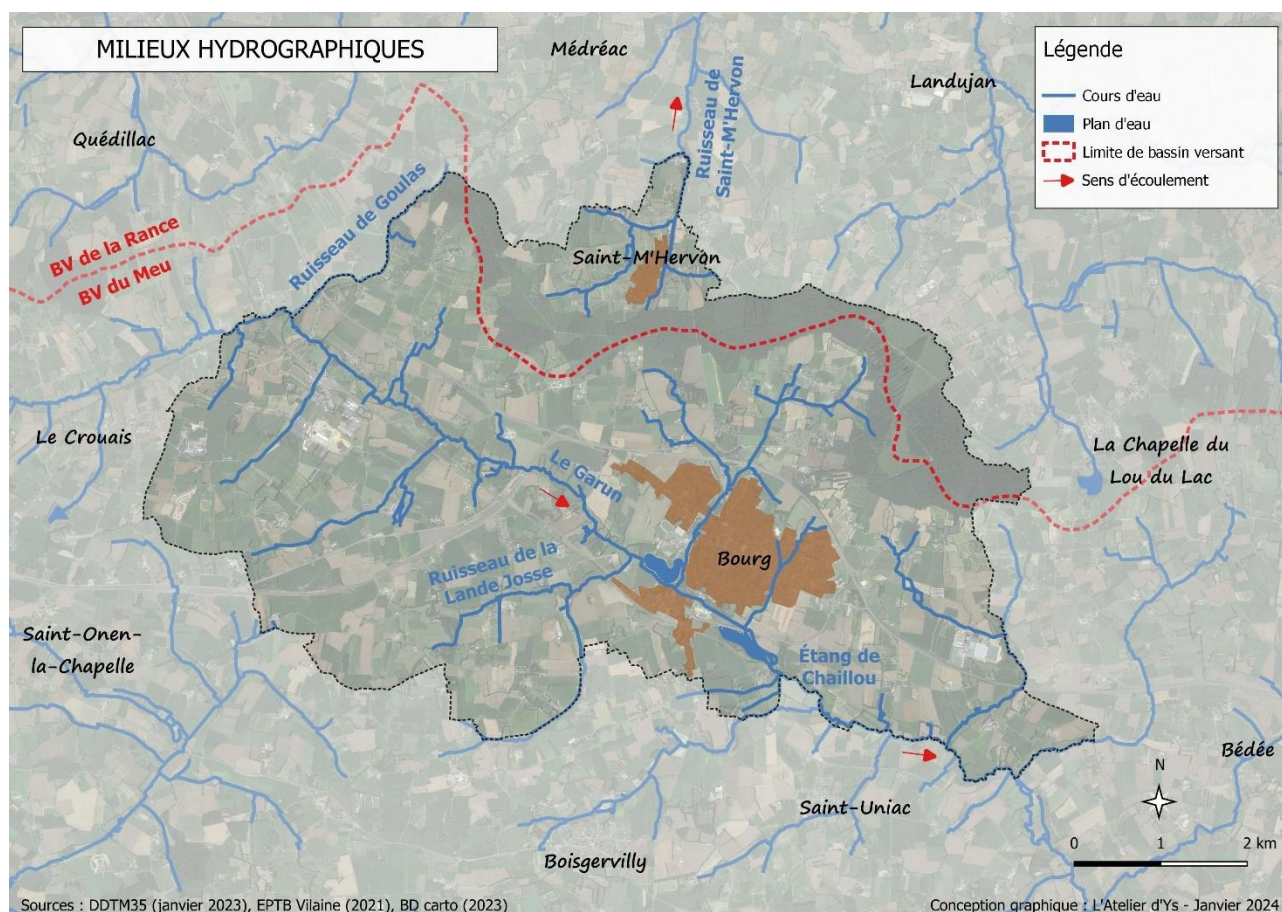 MILIEUX HYDROGRAPHIQUES
Médréac
Landujan
Légende
Cours d'eau
Plan d'eau
Limite de bassin versant
Sens d'écoulement
Quédillac
Ruisseau de
Saint-M'Hervon
Ruisseau de Goulas
BV de la Rance
BV du Meu
Saint-M'Hervon
Le Crouais
La Chapelle du
Lou du Lac
Le Garun
Bourg
Ruisseau de la
Lande Josse
Saint-Onen-
la-Chapelle
Étang de
Chaillou
Bédée
Saint-Uniac
Boisgervilly
N
0 1 2 km
Sources : DDTM35 (janvier 2023), EPTB Vilaine (2021), BD carto (2023)
Conception graphique : L'Atelier d'Ys - Janvier 2024